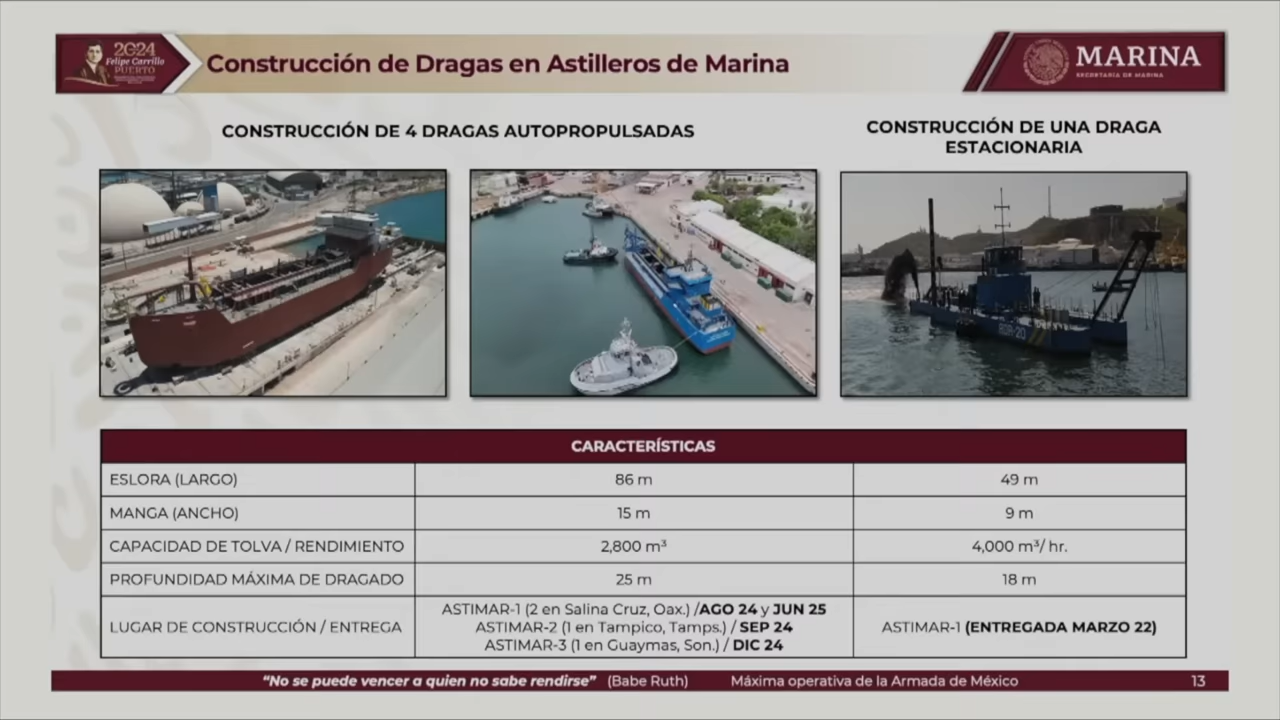 2024
Felipe Carrillo
PUERTO
Construcción de Dragas en Astilleros de Marina
MARINA
SECRETARÍA DE MARINA
CONSTRUCCIÓN DE 4 DRAGAS AUTOPROPULSADAS
CONSTRUCCIÓN DE UNA DRAGA
ESTACIONARIA
CARACTERÍSTICAS
ESLORA (LARGO) 86 m 49 m
MANGA (ANCHO) 15 m 9 m
CAPACIDAD DE TOLVA / RENDIMIENTO 2,800 m³ 4,000 m³/ hr.
PROFUNDIDAD MÁXIMA DE DRAGADO 25 m 18 m
LUGAR DE CONSTRUCCIÓN / ENTREGA
ASTIMAR-1 (2 en Salina Cruz, Oax.) /AGO 24 y JUN 25
ASTIMAR-2 (1 en Tampico, Tamps.) / SEP 24
ASTIMAR-3 (1 en Guaymas, Son.) / DIC 24
ASTIMAR-1 (ENTREGADA MARZO 22)
"No se puede vencer a quien no sabe rendirse" (Babe Ruth) Máxima operativa de la Armada de México 13